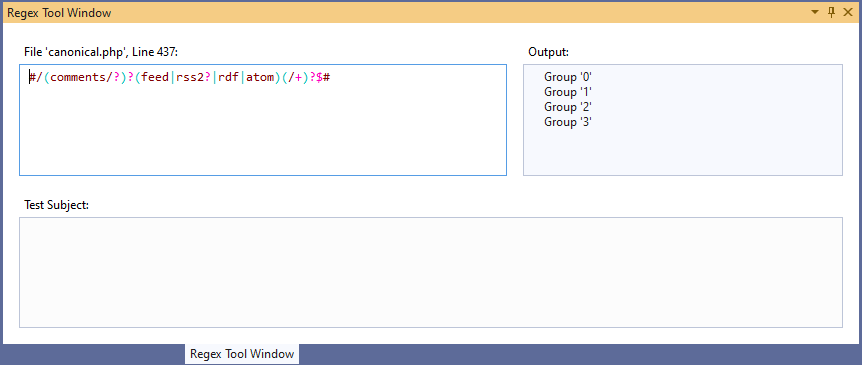 Regex Tool Window
File 'canonical.php', Line 437:
Output:
#/(comments/?)?(feed|rss2?|rdf|atom)(/+)?$#
Group '0'
Group '1'
Group '2'
Group '3'
Test Subject:
Regex Tool Window